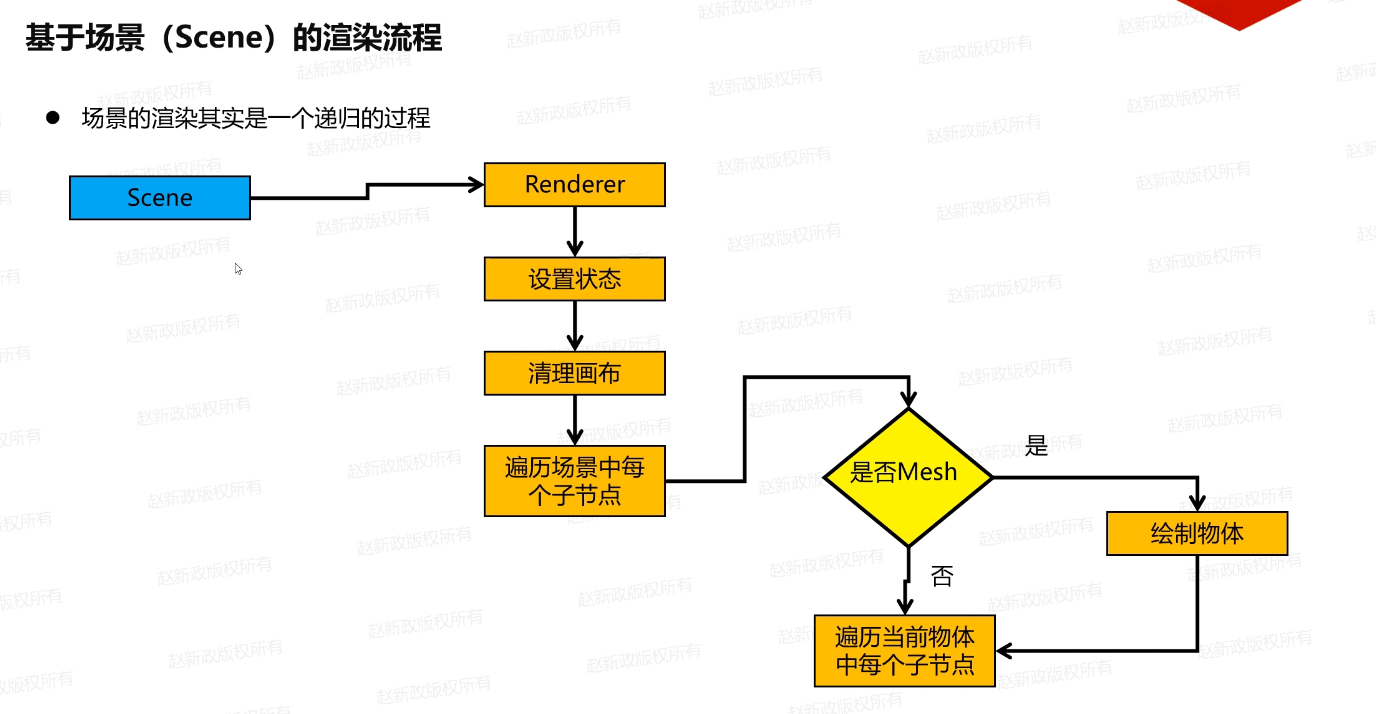 基于场景（Scene）的渲染流程
● 场景的渲染其实是一个递归的过程
Scene
Renderer
设置状态
清理画布
遍历场景中每
个子节点
是否Mesh
是
绘制物体
否
遍历当前物体
中每个子节点
赵新政版权所有